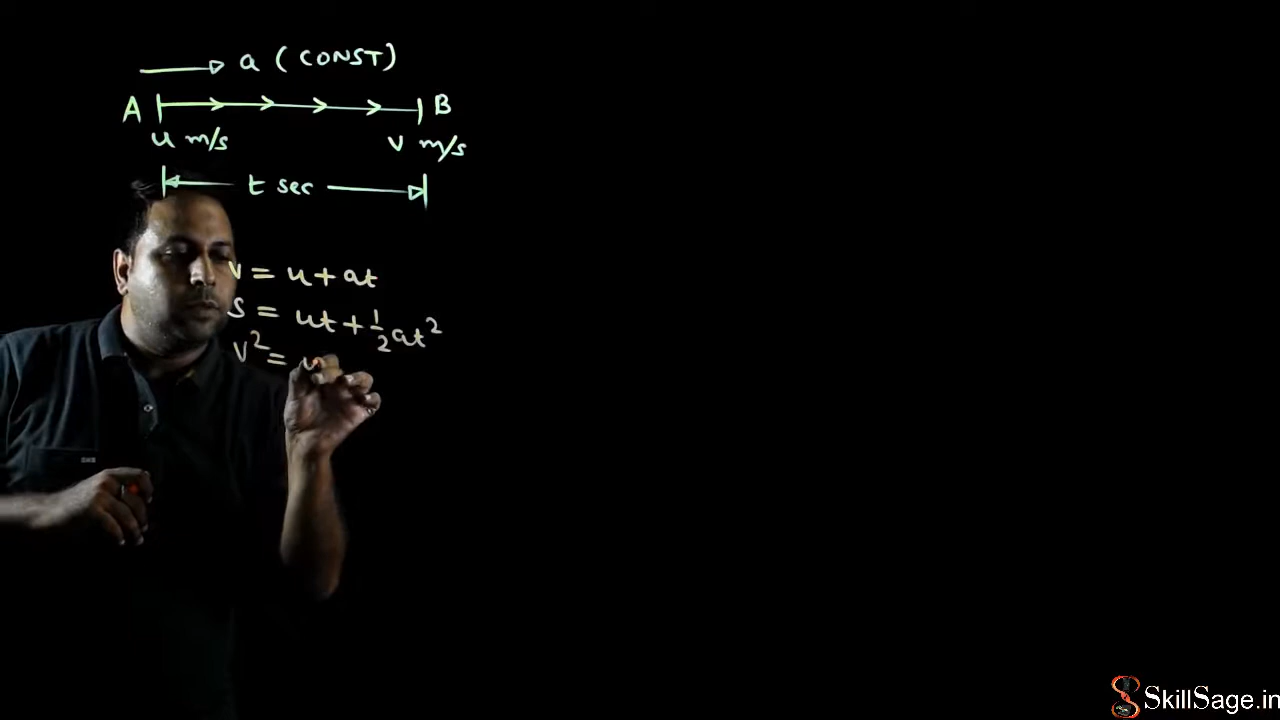 a (CONST)
A B
u m/s v m/s
t sec
v = u + at
s = ut + 1/2 at²
v² = u
SkillSage.in